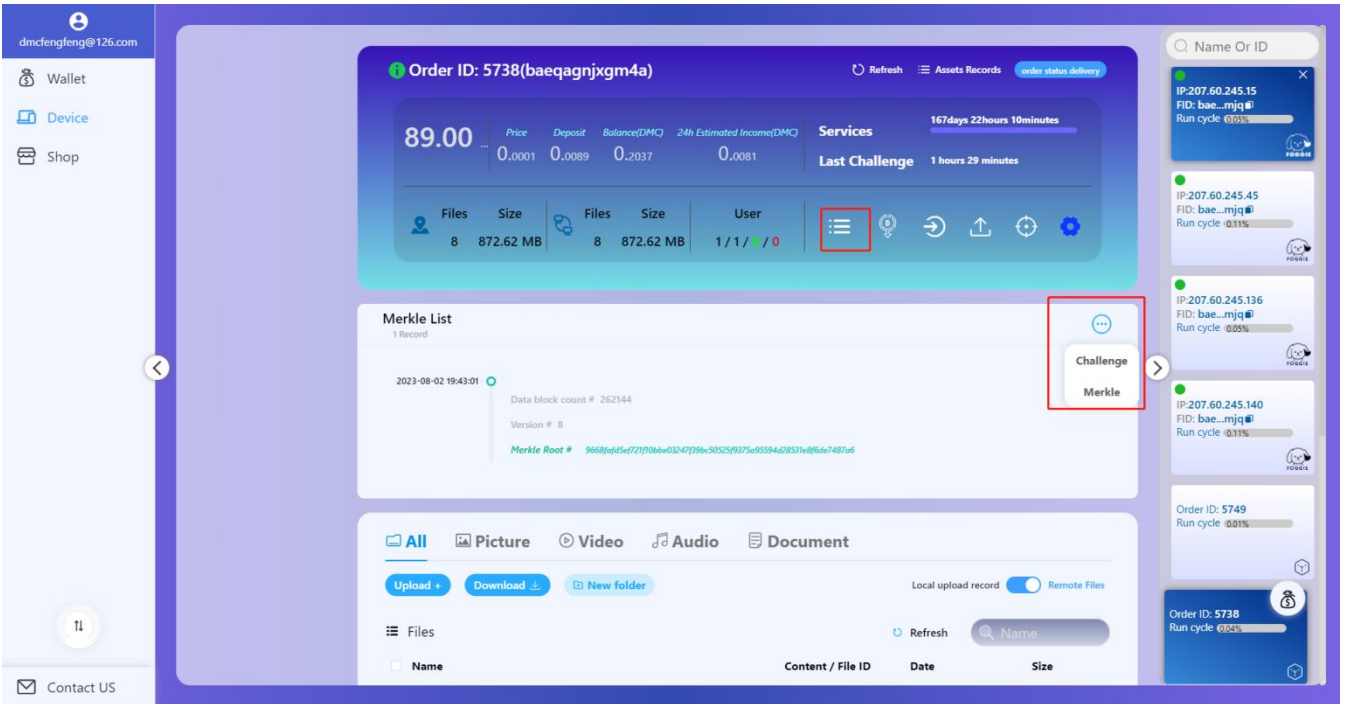 dmcfengfeng@126.com
Wallet
Device
Shop
Contact US
Order ID: 5738(baeqagnjxgm4a)
Refresh
Assets Records
order status delivery
89.00 ...
Price Deposit Balance(DMC) 24h Estimated Income(DMC)
0.0001 0.0089 0.2037 0.0081
Services 167days 22hours 10minutes
Last Challenge 1 hours 29 minutes
Files Size Files Size User
8 872.62 MB 8 872.62 MB 1 / 1 / / 0
Merkle List
1 Record
Challenge
Merkle
2023-08-02 19:43:01
Data block count # 262144
Version # 8
Merkle Root #
All Picture Video Audio Document
Upload + Download New folder
Local upload record Remote Files
Files
Refresh
Name
Name Content / File ID Date Size
Name Or ID
IP:207.60.245.15
FID: bae...mjq
Run cycle 0.05%
FOGGIE
IP:207.60.245.45
FID: bae...mjq
Run cycle 0.11%
FOGGIE
IP:207.60.245.136
FID: bae...mjq
Run cycle 0.05%
FOGGIE
IP:207.60.245.140
FID: bae...mjq
Run cycle 0.11%
FOGGIE
Order ID: 5749
Run cycle 0.01%
Order ID: 5738
Run cycle 0.04%